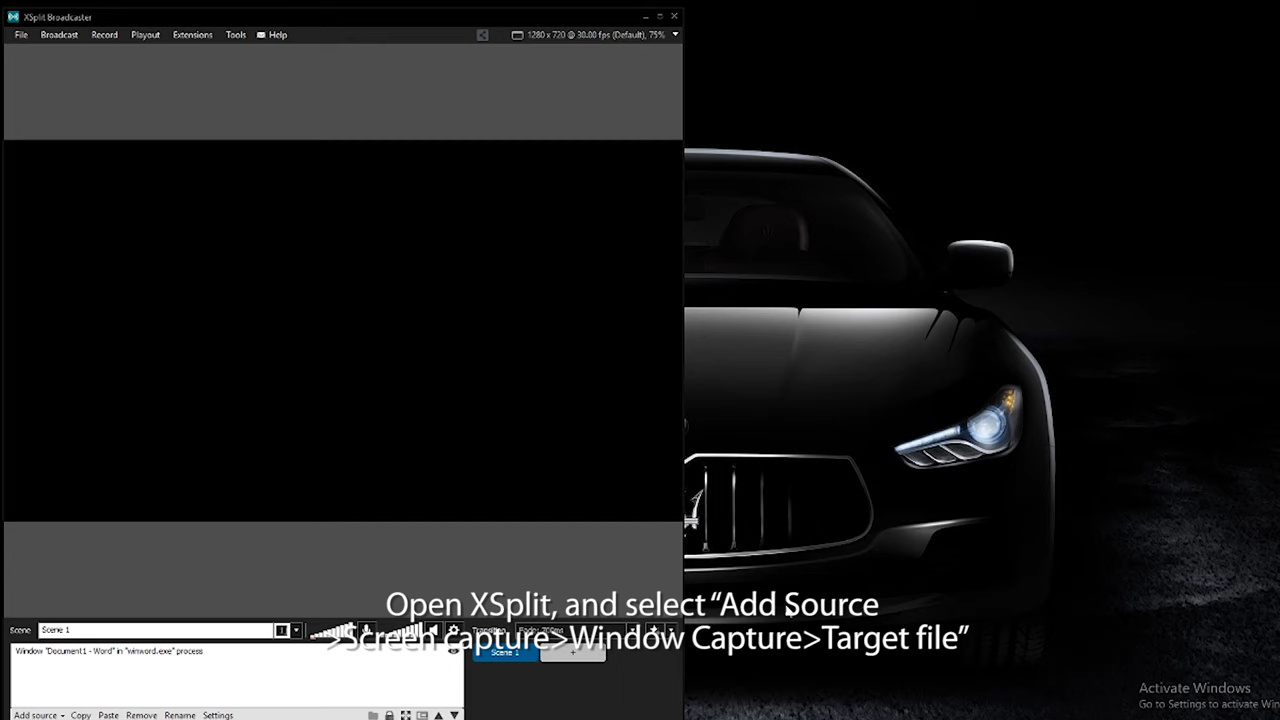 XSplit Broadcaster
File Broadcast Record Playout Extensions Tools Help
1280 x 720 @ 30.00 fps (Default), 75%
Open XSplit, and select “Add Source
>Screen capture>Window Capture>Target file”
Scene Scene 1
Window "Document1 - Word" in "winword.exe" process
Scene 1 +
Add source Copy Paste Remove Rename Settings
Activate Windows
Go to Settings to activate Win